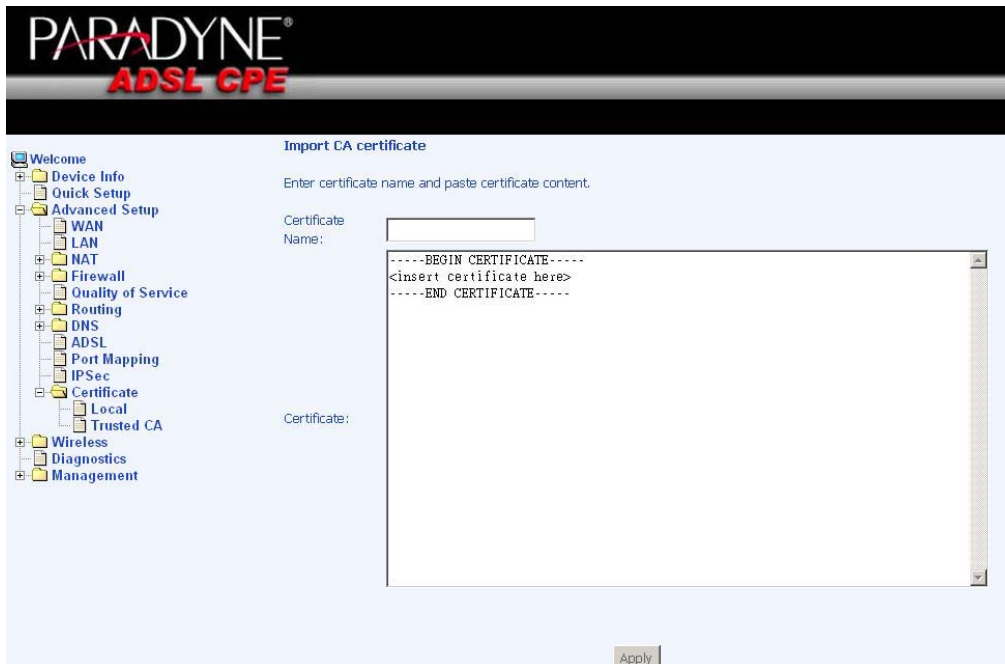 PARADYNE®
ADSL CPE
Welcome
Device Info
Quick Setup
Advanced Setup
WAN
LAN
NAT
Firewall
Quality of Service
Routing
DNS
ADSL
Port Mapping
IPSec
Certificate
Local
Trusted CA
Wireless
Diagnostics
Management
Import CA certificate
Enter certificate name and paste certificate content.
Certificate
Name:
-----BEGIN CERTIFICATE-----
<insert certificate here>
-----END CERTIFICATE-----
Certificate:
Apply